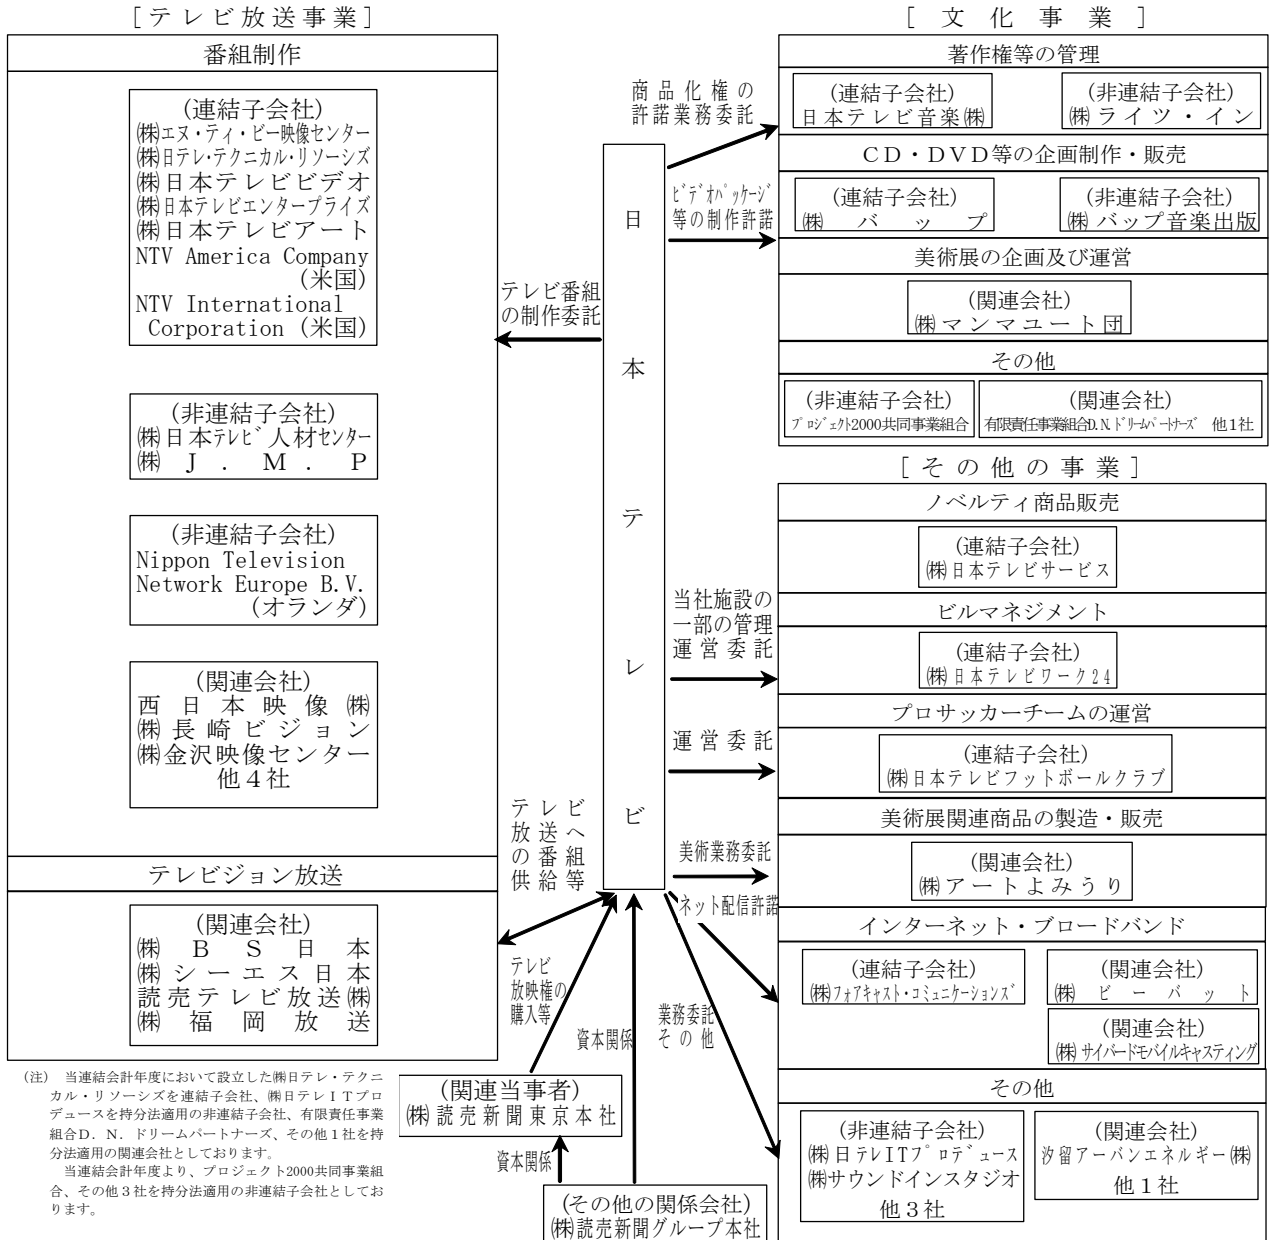 [テレビ放送事業]
番組制作
(連結子会社)
㈱エヌ・ティ・ビー映像センター
㈱日テレ・テクニカル・リソーシズ
㈱日本テレビビデオ
㈱日本テレビエンタープライズ
㈱日本テレビアート
NTV America Company
(米国)
NTV International
Corporation (米国)
(非連結子会社)
㈱日本テレビ人材センター
㈱J.M.P
(非連結子会社)
Nippon Television
Network Europe B.V.
(オランダ)
(関連会社)
西日本映像㈱
㈱長崎ビジョン
㈱金沢映像センター
他4社
テレビジョン放送
(関連会社)
㈱BS日本
㈱シーエス日本
読売テレビ放送㈱
㈱福岡放送
(注) 当連結会計年度において設立した㈱日テレ・テクニ
カル・リソーシズを連結子会社、㈱日テレITプロ
デュースを持分法適用の非連結子会社、有限責任事業
組合D.N.ドリームパートナーズ、その他1社を持
分法適用の関連会社としております。
当連結会計年度より、プロジェクト2000共同事業組
合、その他3社を持分法適用の非連結子会社としてお
ります。
テレビ番組
の制作委託
テレビ
放送へ
の番組
供給等
日本テレビ
テレビ
放映権の
購入等
資本関係
(関連当事者)
㈱読売新聞東京本社
資本関係
(その他の関係会社)
㈱読売新聞グループ本社
商品化権の
許諾業務委託
ビデオパッケージ
等の制作許諾
当社施設の
一部の管理
運営委託
運営委託
美術業務委託
ネット配信許諾
業務委託
その他
[文化事業]
著作権等の管理
(連結子会社)
日本テレビ音楽㈱
(非連結子会社)
㈱ライツ・イン
CD・DVD等の企画制作・販売
(連結子会社)
㈱バップ
(非連結子会社)
㈱バップ音楽出版
美術展の企画及び運営
(関連会社)
㈱マンマユート団
その他
(非連結子会社)
プロジェクト2000共同事業組合
(関連会社)
有限責任事業組合D.N.ドリームパートナーズ 他1社
[その他の事業]
ノベルティ商品販売
(連結子会社)
㈱日本テレビサービス
ビルマネジメント
(連結子会社)
㈱日本テレビワーク24
プロサッカーチームの運営
(連結子会社)
㈱日本テレビフットボールクラブ
美術展関連商品の製造・販売
(関連会社)
㈱アートよみうり
インターネット・ブロードバンド
(連結子会社)
㈱フォアキャスト・コミュニケーションズ
(関連会社)
㈱ビーバット
(関連会社)
㈱サイバードモバイルキャスティング
その他
(非連結子会社)
㈱日テレITプロデュース
㈱サウンドインスタジオ
他3社
(関連会社)
汐留アーバンエネルギー㈱
他1社